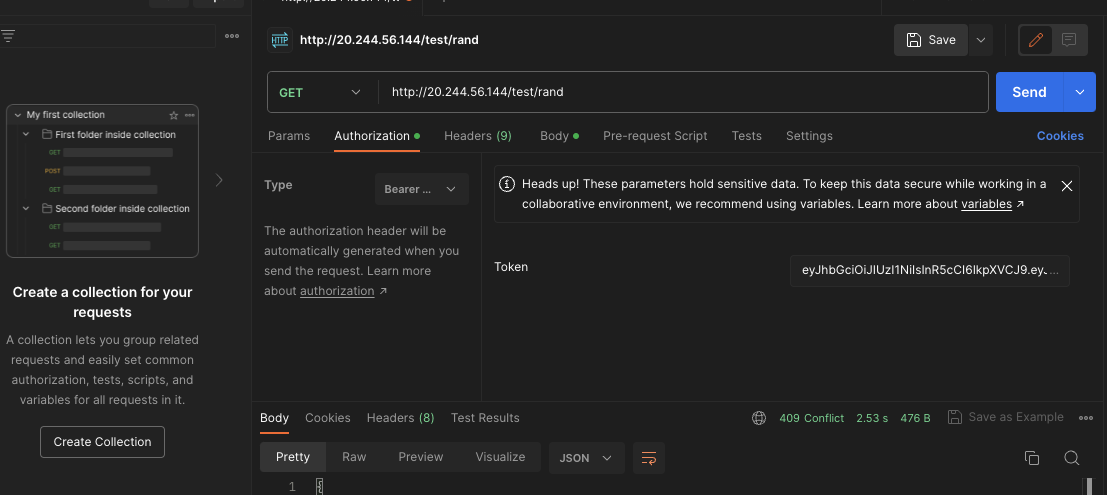 http://20.244.56.144/test/rand
Save
GET
http://20.244.56.144/test/rand
Send
Params
Authorization
Headers (9)
Body
Pre-request Script
Tests
Settings
Cookies
My first collection
First folder inside collection
GET
POST
GET
Second folder inside collection
GET
GET
Create a collection for your
requests
A collection lets you group related
requests and easily set common
authorization, tests, scripts, and
variables for all requests in it.
Create Collection
Type
Bearer ...
The authorization header will be
automatically generated when you
send the request. Learn more
about authorization ↗
Heads up! These parameters hold sensitive data. To keep this data secure while working in a
collaborative environment, we recommend using variables. Learn more about variables ↗
Token
eyJhbGciOiJIUzI1NiIsInR5cCI6IkpXVCJ9.eyJ...
Body
Cookies
Headers (8)
Test Results
409 Conflict
2.53 s
476 B
Save as Example
Pretty
Raw
Preview
Visualize
JSON
1
{